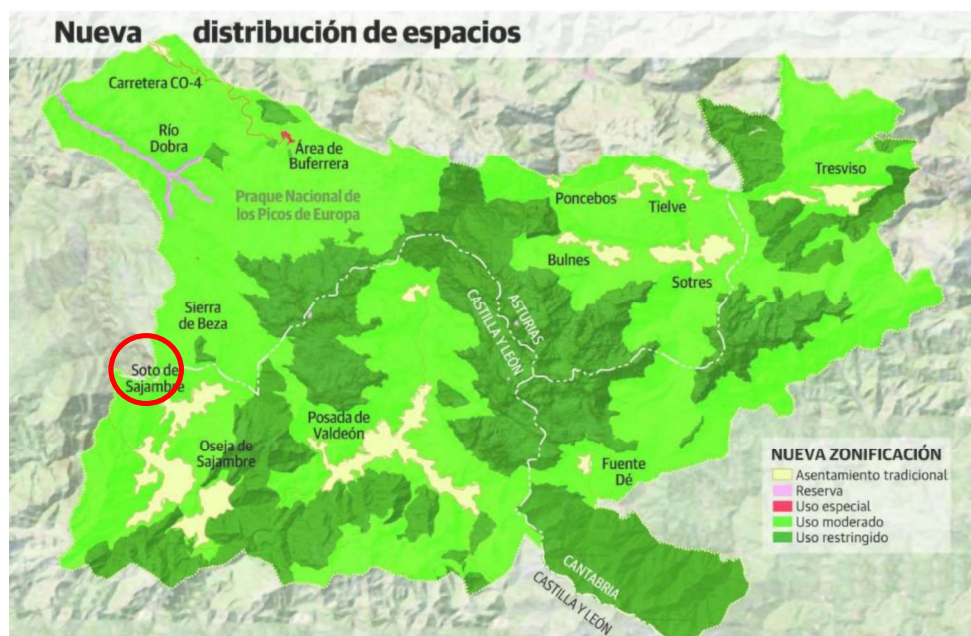 Nueva distribución de espacios
Carretera CO-4
Río
Dobra
Área de
Buferrera
Praque Nacional de
los Picos de Europa
Poncebos
Tielve
Tresviso
Bulnes
Sotres
Sierra
de Beza
ASTURIAS
CASTILLA Y LEÓN
Soto de
Sajambre
Posada de
Valdeón
Oseja de
Sajambre
Fuente
Dé
CANTABRIA
CASTILLA Y LEÓN
NUEVA ZONIFICACIÓN
Asentamiento tradicional
Reserva
Uso especial
Uso moderado
Uso restringido